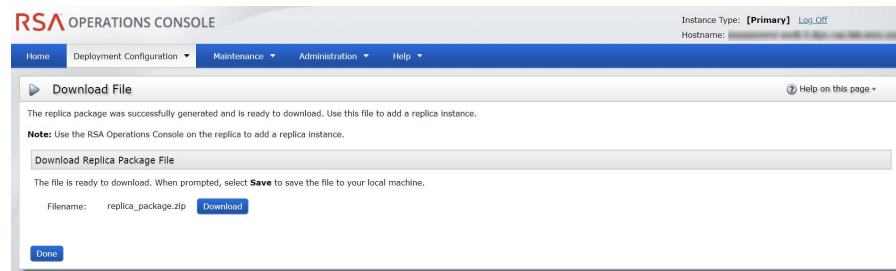 RSA OPERATIONS CONSOLE
Instance Type: [Primary] Log Off
Hostname:
Home Deployment Configuration Maintenance Administration Help
Download File
Help on this page
The replica package was successfully generated and is ready to download. Use this file to add a replica instance.
Note: Use the RSA Operations Console on the replica to add a replica instance.
Download Replica Package File
The file is ready to download. When prompted, select Save to save the file to your local machine.
Filename: replica_package.zip Download
Done